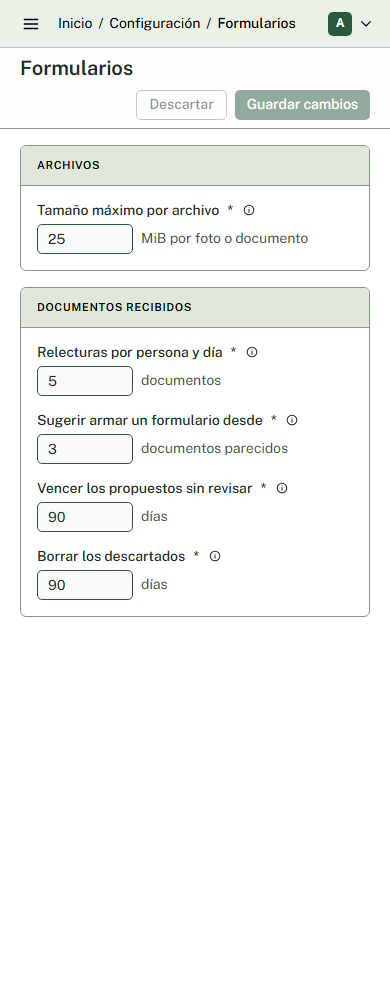 Inicio / Configuración / Formularios
A
Formularios
Descartar
Guardar cambios
ARCHIVOS
Tamaño máximo por archivo *
25 MiB por foto o documento
DOCUMENTOS RECIBIDOS
Relecturas por persona y día *
5 documentos
Sugerir armar un formulario desde *
3 documentos parecidos
Vencer los propuestos sin revisar *
90 días
Borrar los descartados *
90 días